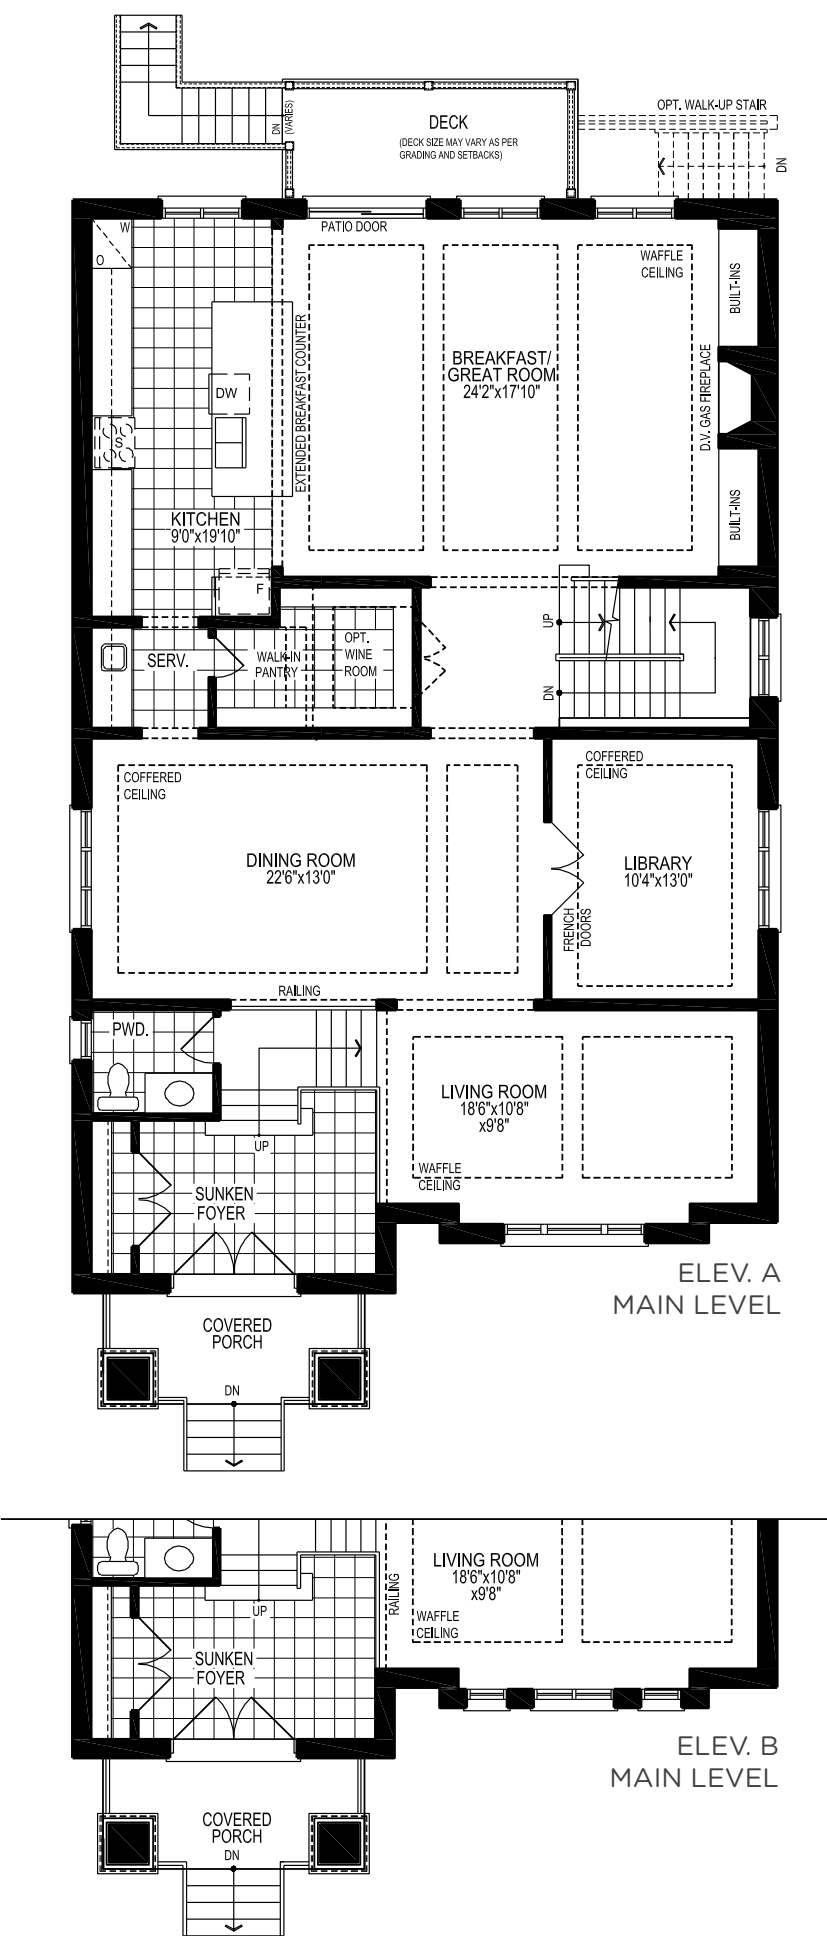 OPT. WALK-UP STAIR
DN
(VARIES)
DECK
(DECK SIZE MAY VARY AS PER
GRADING AND SETBACKS)
DN
W
O
PATIO DOOR
WAFFLE
CEILING
BUILT-INS
EXTENDED BREAKFAST COUNTER
BREAKFAST/
GREAT ROOM
24'2"x17'10"
D.V. GAS FIREPLACE
DW
S
BUILT-INS
KITCHEN
9'0"x19'10"
F
UP
SERV.
WALK-IN
PANTRY
OPT.
WINE
ROOM
DN
COFFERED
CEILING
COFFERED
CEILING
DINING ROOM
22'6"x13'0"
LIBRARY
10'4"x13'0"
FRENCH
DOORS
RAILING
PWD.
LIVING ROOM
18'6"x10'8"
x9'8"
UP
WAFFLE
CEILING
SUNKEN
FOYER
ELEV. A
MAIN LEVEL
COVERED
PORCH
DN
LIVING ROOM
18'6"x10'8"
x9'8"
RAILING
UP
WAFFLE
CEILING
SUNKEN
FOYER
ELEV. B
MAIN LEVEL
COVERED
PORCH
DN